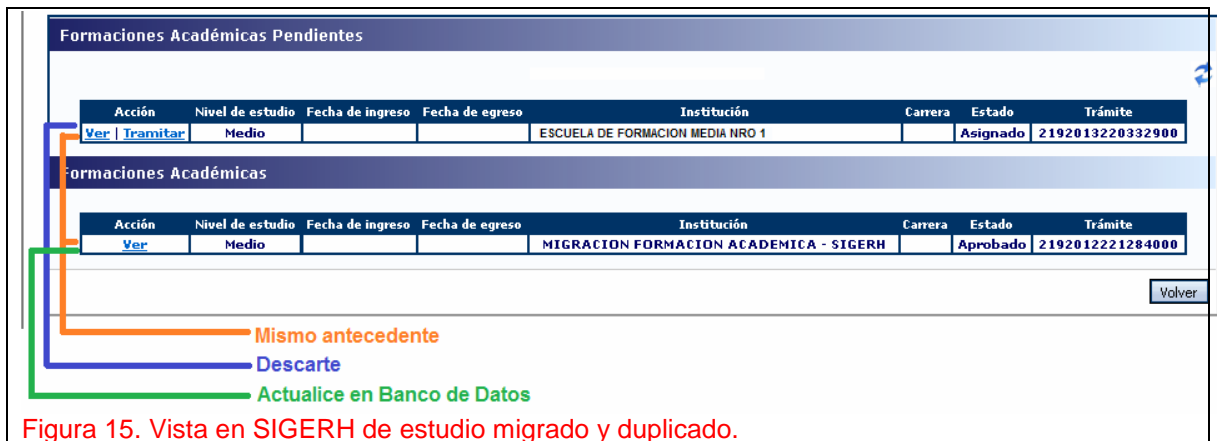 Formaciones Académicas Pendientes
Acción Nivel de estudio Fecha de ingreso Fecha de egreso Institución Carrera Estado Trámite
Ver | Tramitar Medio ESCUELA DE FORMACION MEDIA NRO 1 Asignado 2192013220332900
Formaciones Académicas
Acción Nivel de estudio Fecha de ingreso Fecha de egreso Institución Carrera Estado Trámite
Ver Medio MIGRACION FORMACION ACADEMICA - SIGERH Aprobado 2192012221284000
Volver
Mismo antecedente
Descarte
Actualice en Banco de Datos
Figura 15. Vista en SIGERH de estudio migrado y duplicado.